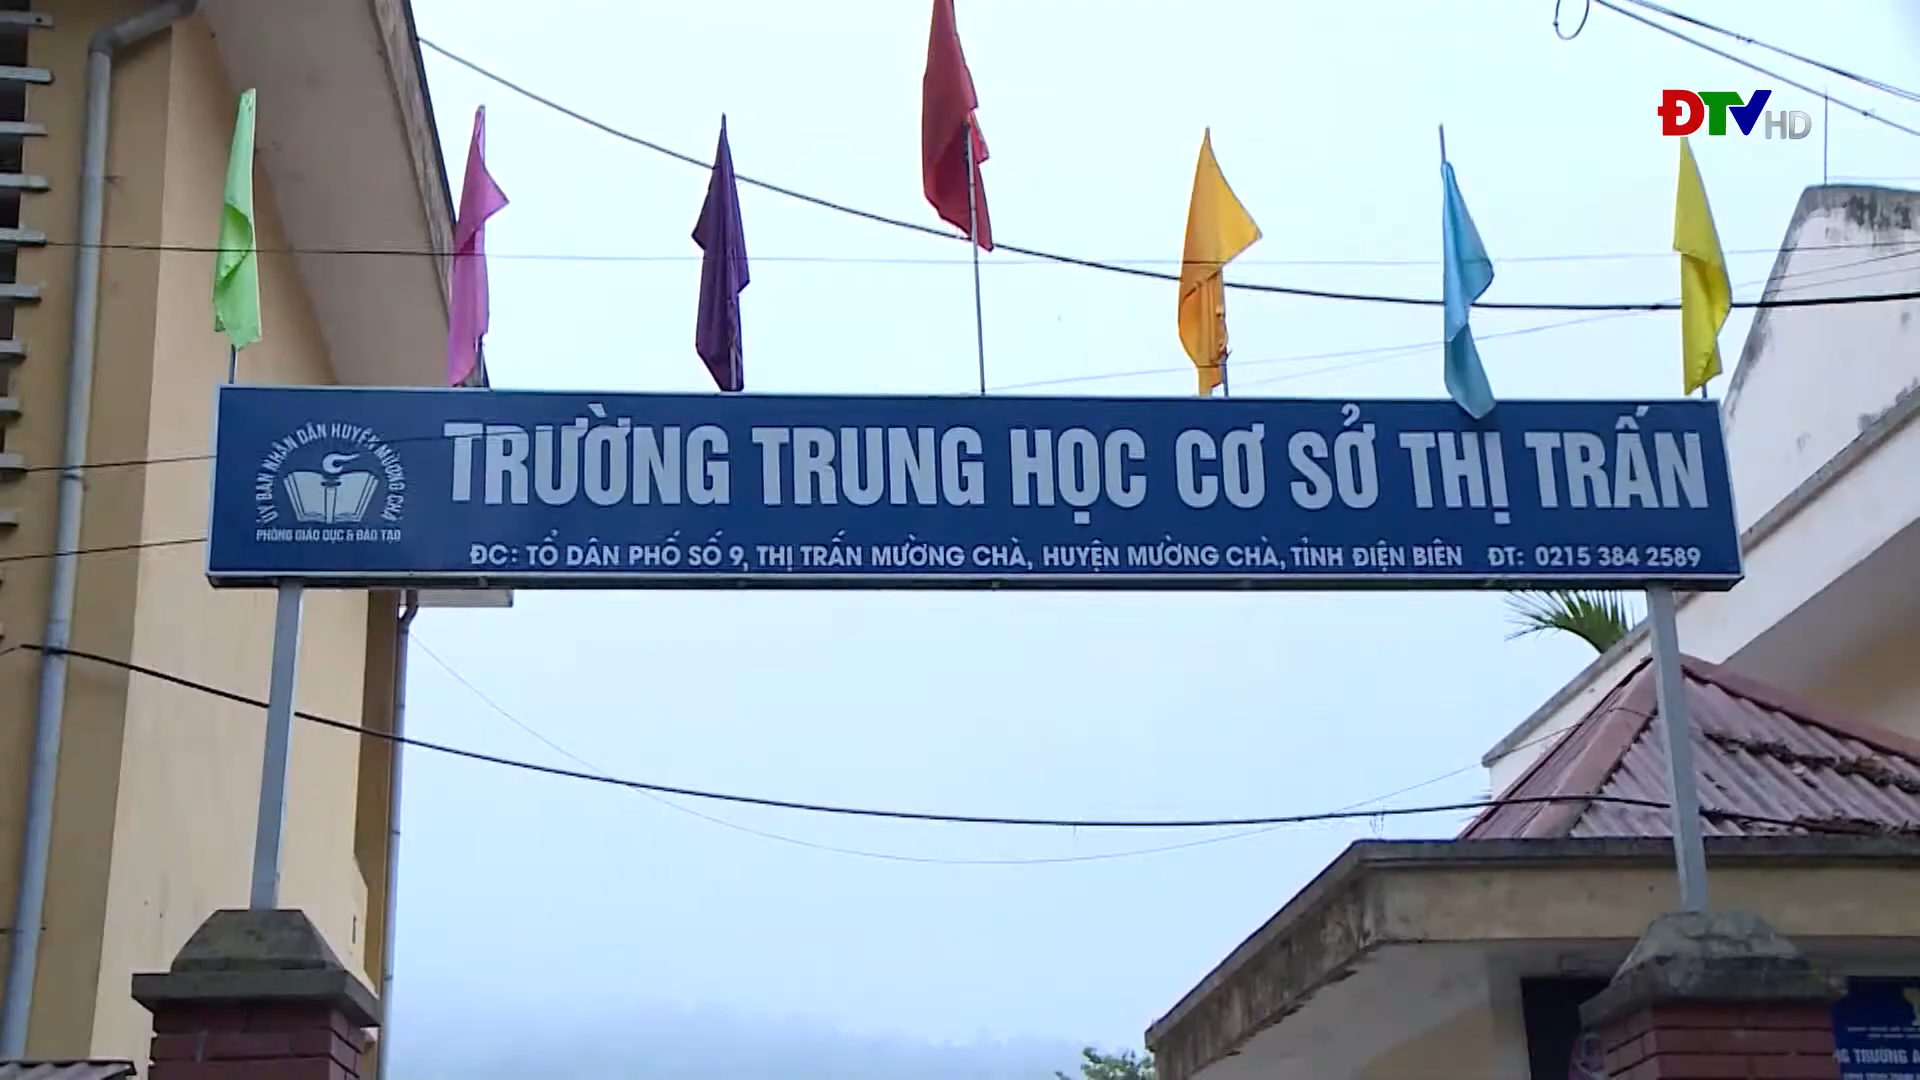 ĐTV HD
ỦY BAN NHÂN DÂN HUYỆN MƯỜNG CHÀ
PHÒNG GIÁO DỤC & ĐÀO TẠO
TRƯỜNG TRUNG HỌC CƠ SỞ THỊ TRẤN
ĐC: TỔ DÂN PHỐ SỐ 9, THỊ TRẤN MƯỜNG CHÀ, HUYỆN MƯỜNG CHÀ, TỈNH ĐIỆN BIÊN ĐT: 0215 384 2589
TRƯỜNG